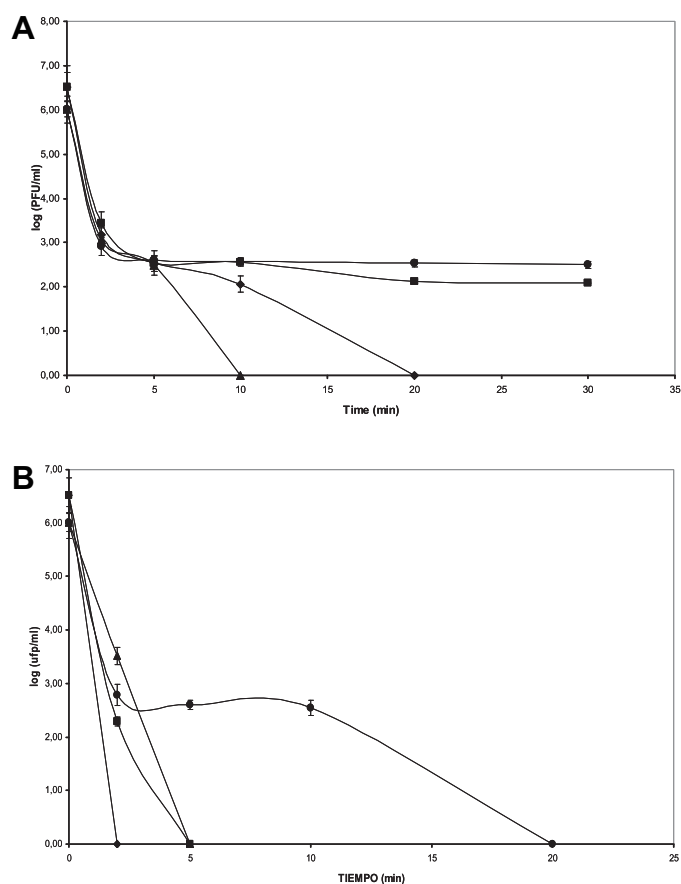 A
8,00
7,00
6,00
5,00
4,00
3,00
2,00
1,00
0,00
log (PFU/ml)
0 5 10 15 20 25 30 35
Time (min)
B
7,00
6,00
5,00
4,00
3,00
2,00
1,00
0,00
log (ufp/ml)
0 5 10 15 20 25
TIEMPO (min)